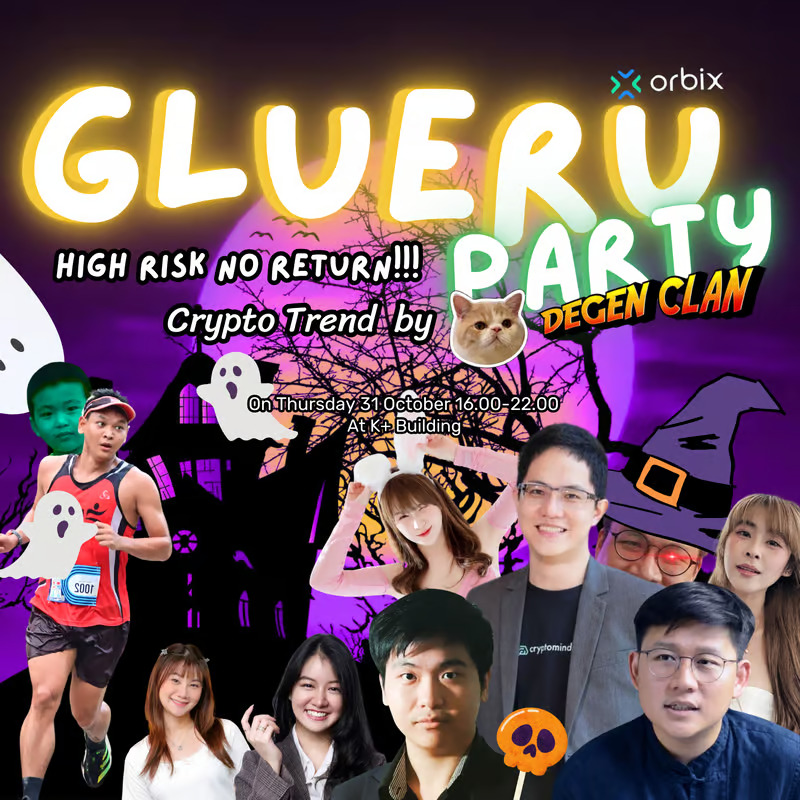 orbix
GLUERU
PARTY
HIGH RISK NO RETURN!!!
Crypto Trend by
DEGEN CLAN
On Thursday 31 October 16.00-22.00
At K+ Building
cryptomind
1002